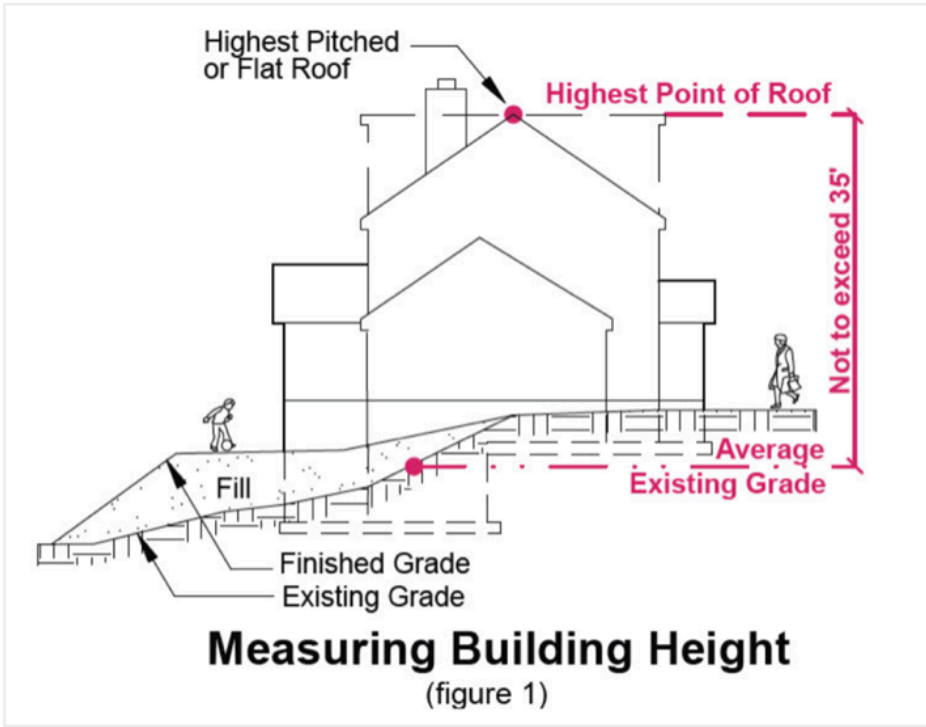 Highest Pitched
or Flat Roof
Highest Point of Roof
Not to exceed 35'
Average
Existing Grade
Fill
Finished Grade
Existing Grade
Measuring Building Height
(figure 1)